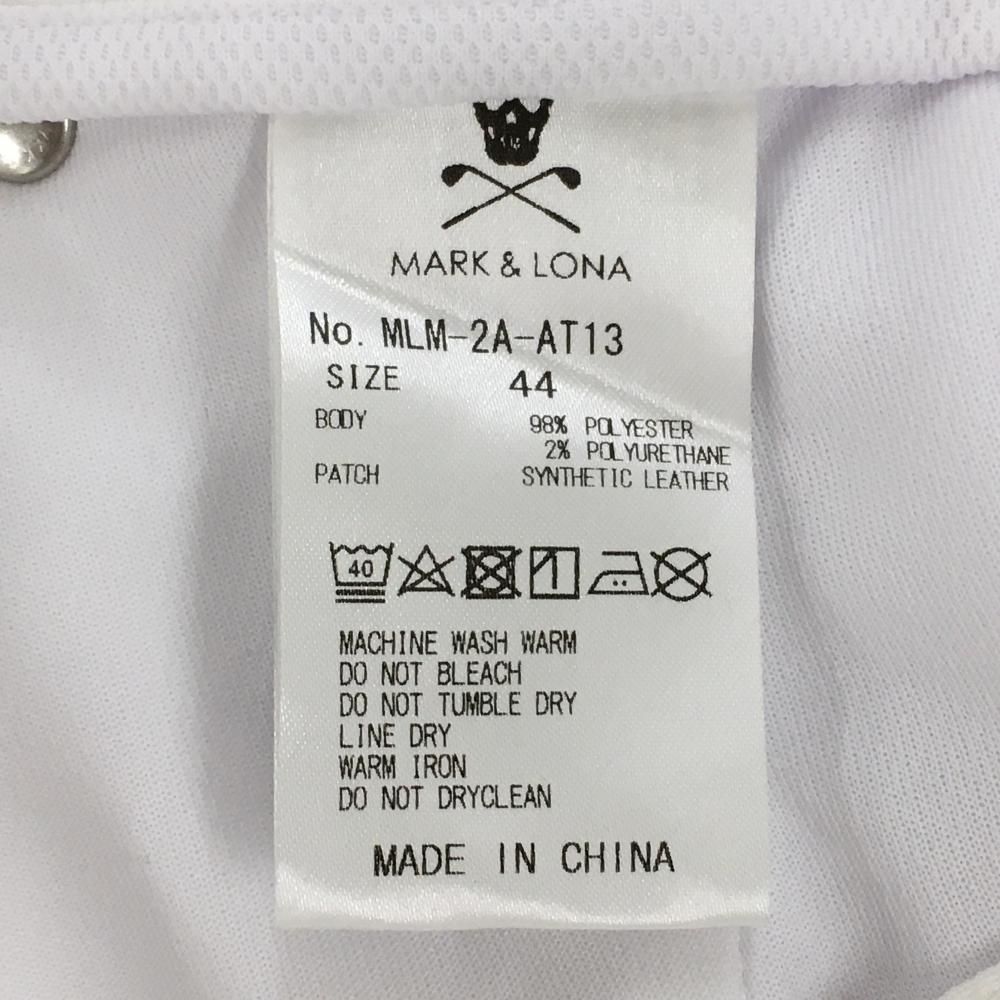 MARK & LONA
No. MLM-2A-AT13
SIZE 44
BODY 98% POLYESTER
2% POLYURETHANE
PATCH SYNTHETIC LEATHER
40
MACHINE WASH WARM
DO NOT BLEACH
DO NOT TUMBLE DRY
LINE DRY
WARM IRON
DO NOT DRYCLEAN
MADE IN CHINA